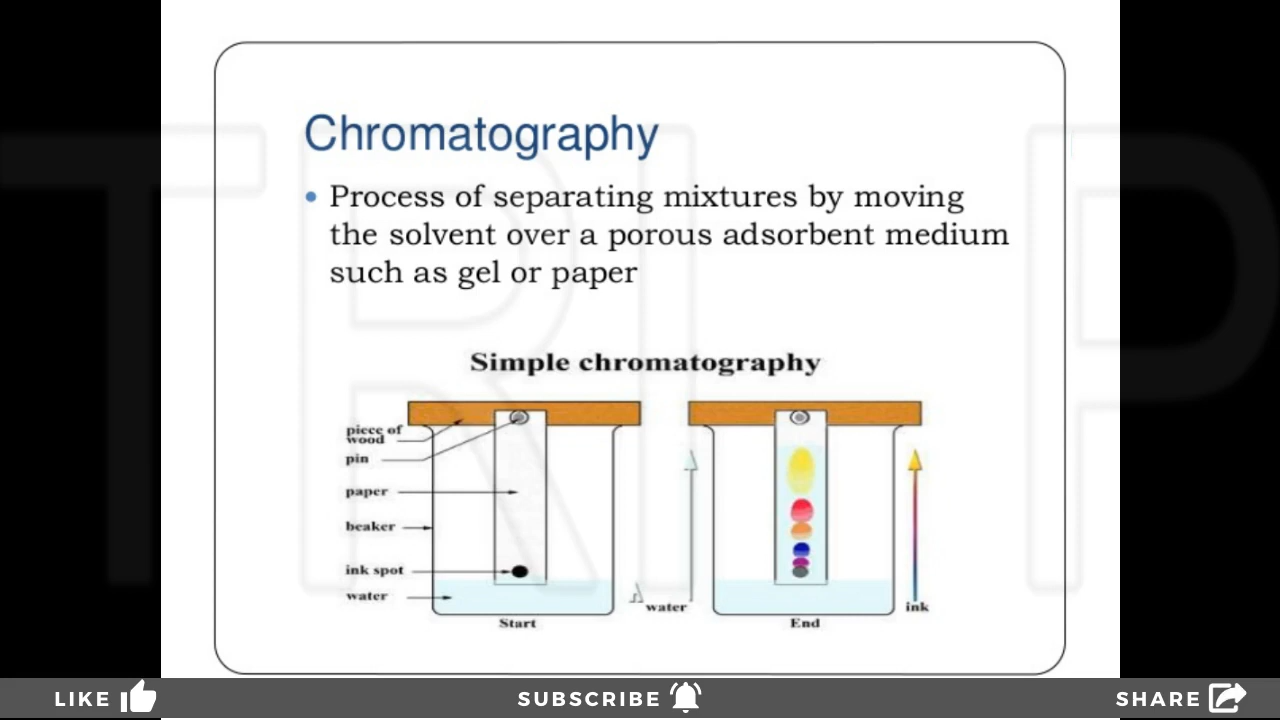 Chromatography
• Process of separating mixtures by moving
the solvent over a porous adsorbent medium
such as gel or paper
Simple chromatography
piece of
wood
pin
paper
beaker
ink spot
water
water
ink
Start
End
LIKE
SUBSCRIBE
SHARE